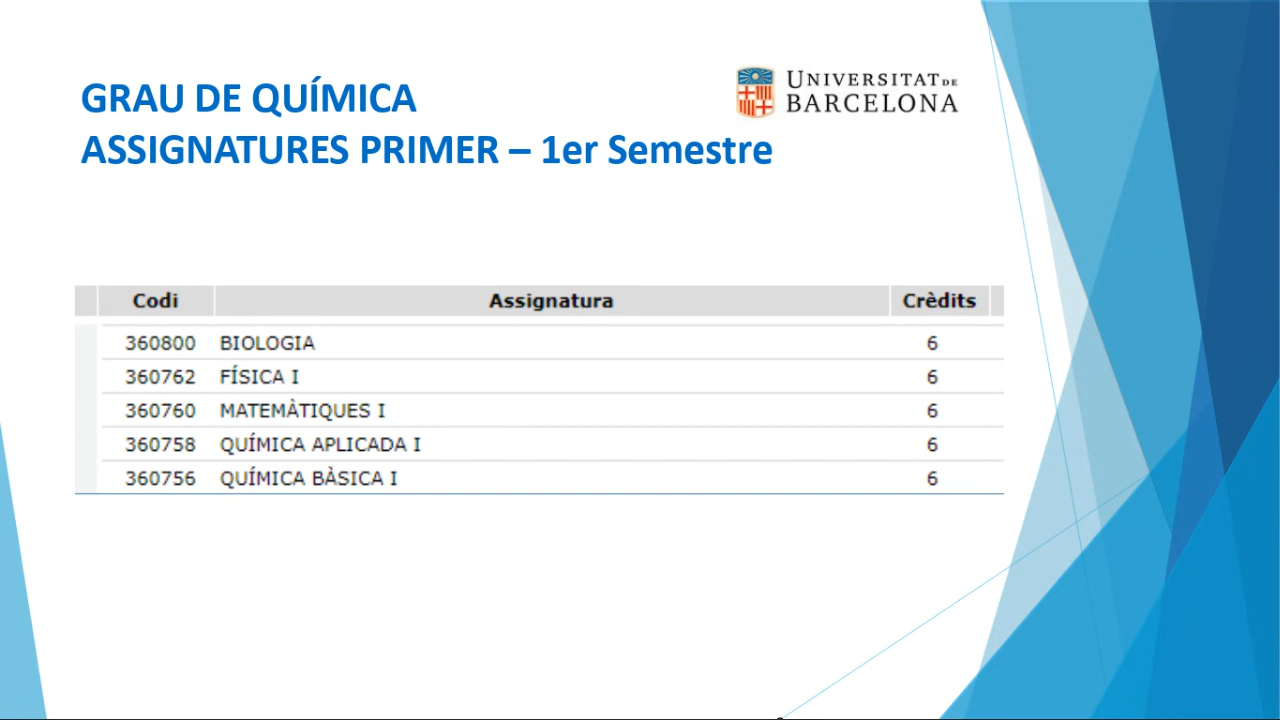 GRAU DE QUÍMICA
UNIVERSITAT DE
BARCELONA
ASSIGNATURES PRIMER – 1er Semestre
Codi Assignatura Crèdits
360800 BIOLOGIA 6
360762 FÍSICA I 6
360760 MATEMÀTIQUES I 6
360758 QUÍMICA APLICADA I 6
360756 QUÍMICA BÀSICA I 6